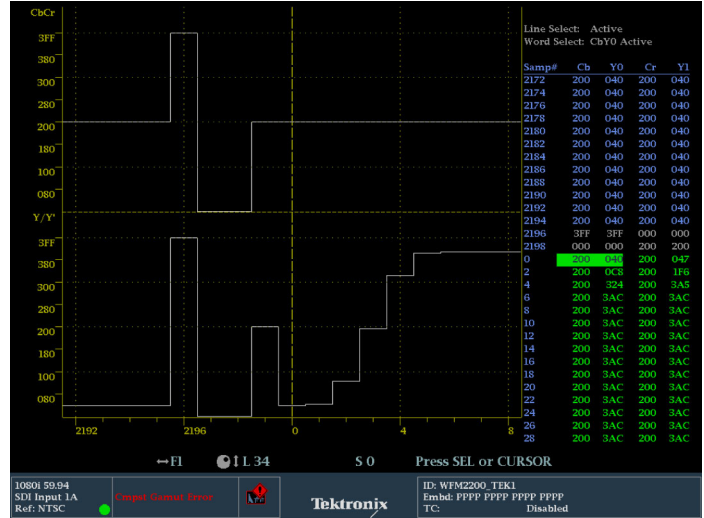 CbCr
3FF
380
300
280
200
180
100
080
Y/Y'
3FF
380
300
280
200
180
100
080
2192 2196 0 4 8
Line Select: Active
Word Select: CbY0 Active
Samp# Cb Y0 Cr Y1
2172 200 040 200 040
2174 200 040 200 040
2176 200 040 200 040
2178 200 040 200 040
2180 200 040 200 040
2182 200 040 200 040
2184 200 040 200 040
2186 200 040 200 040
2188 200 040 200 040
2190 200 040 200 040
2192 200 040 200 040
2194 200 040 200 040
2196 3FF 3FF 000 000
2198 000 000 200 200
0 200 040 200 047
2 200 0C8 200 1F6
4 200 324 200 3A5
6 200 3AC 200 3AC
8 200 3AC 200 3AC
10 200 3AC 200 3AC
12 200 3AC 200 3AC
14 200 3AC 200 3AC
16 200 3AC 200 3AC
18 200 3AC 200 3AC
20 200 3AC 200 3AC
22 200 3AC 200 3AC
24 200 3AC 200 3AC
26 200 3AC 200 3AC
28 200 3AC 200 3AC
↔F1 ↕ L 34 S 0 Press SEL or CURSOR
1080i 59.94
SDI Input 1A
Ref: NTSC
Cmpst Gamut Error
Tektronix
ID: WFM2200_TEK1
Embd: PPPP PPPP PPPP PPPP
TC: Disabled